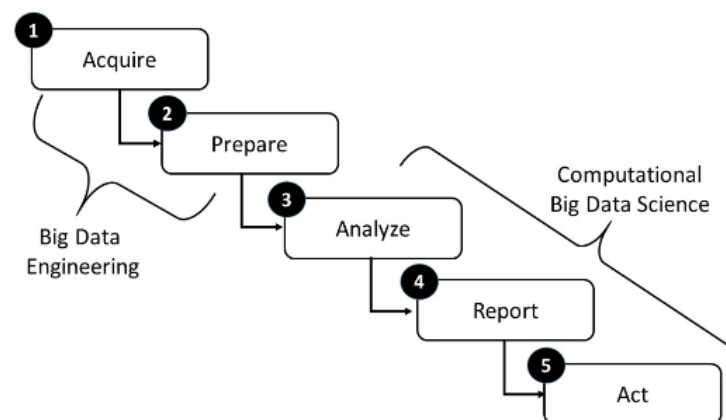 1
Acquire
2
Prepare
3
Analyze
4
Report
5
Act
Big Data
Engineering
Computational
Big Data Science